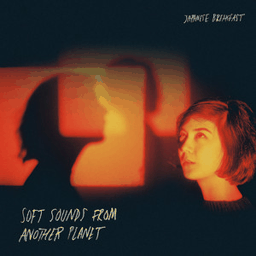 JAPANESE BREAKFAST
SOFT SOUNDS FROM
ANOTHER PLANET